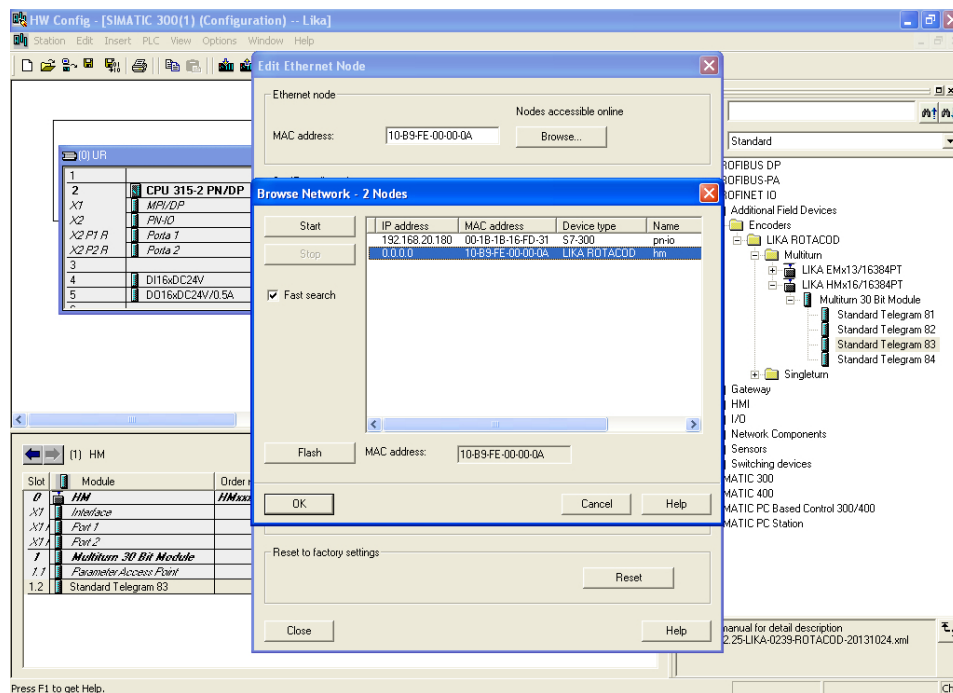 HW Config - [SIMATIC 300(1) (Configuration) -- Lika]
Station Edit Insert PLC View Options Window Help
Edit Ethernet Node
Ethernet node
Nodes accessible online
MAC address: 10-B9-FE-00-00-0A Browse...
Standard
(0) UR
1
2 CPU 315-2 PN/DP
X1 MPI/DP
X2 PN-IO
X2 P1 R Porta 1
X2 P2 R Porta 2
3
4 DI16xDC24V
5 DO16xDC24V/0.5A
Browse Network - 2 Nodes
Start
Stop
Fast search
IP address MAC address Device type Name
192.168.20.180 00-1B-1B-16-FD-31 S7-300 pn-io
0.0.0.0 10-B9-FE-00-00-0A LIKA ROTACOD hm
Flash MAC address: 10-B9-FE-00-00-0A
OK Cancel Help
Reset to factory settings
Reset
Close Help
ROFIBUS DP
ROFIBUS-PA
ROFINET IO
Additional Field Devices
Encoders
LIKA ROTACOD
Multiturn
LIKA EMx13/16384PT
LIKA HMx16/16384PT
Multiturn 30 Bit Module
Standard Telegram 81
Standard Telegram 82
Standard Telegram 83
Standard Telegram 84
Singleturn
Gateway
HMI
I/O
Network Components
Sensors
Switching devices
MATIC 300
MATIC 400
MATIC PC Based Control 300/400
MATIC PC Station
(1) HM
Slot Module Order
0 HM HMxx
X1 Interface
X1 Port 1
X1 Port 2
1 Multiturn 30 Bit Module
1.1 Parameter Access Point
1.2 Standard Telegram 83
manual for detail description
2.25-LIKA-0239-ROTACOD-20131024.xml
Press F1 to get Help.
Ch